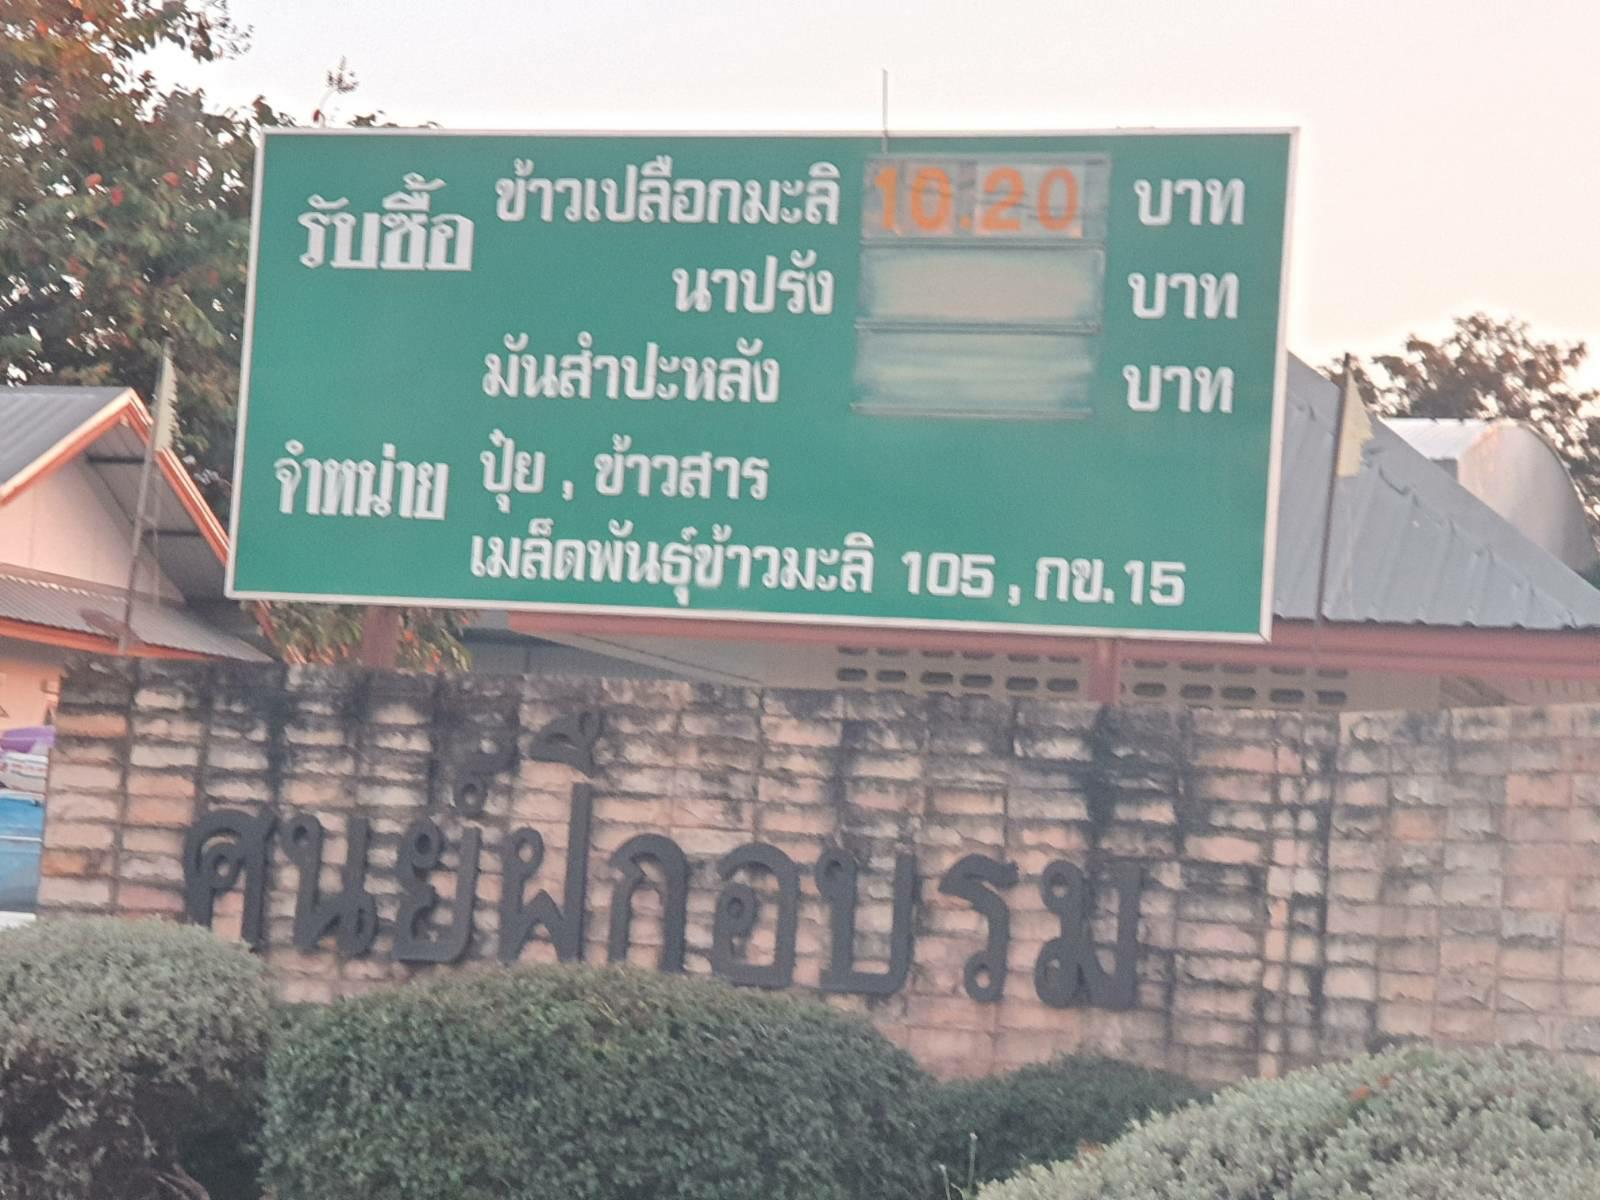 รับซื้อ ข้าวเปลือกมะลิ 10.20 บาท
นาปรัง บาท
มันสำปะหลัง บาท
จำหน่าย ปุ๋ย , ข้าวสาร
เมล็ดพันธุ์ข้าวมะลิ 105 , กข. 15
ศูนย์ฝึกอบรม